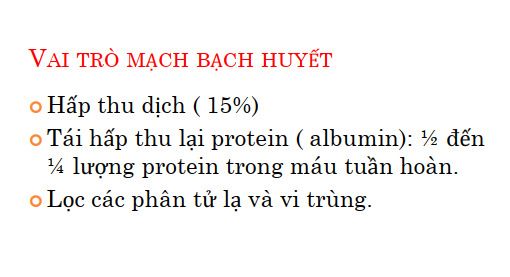 VAI TRÒ MẠCH BẠCH HUYẾT
Hấp thu dịch ( 15%)
Tái hấp thu lại protein ( albumin): ½ đến
¼ lượng protein trong máu tuần hoàn.
Lọc các phân tử lạ và vi trùng.